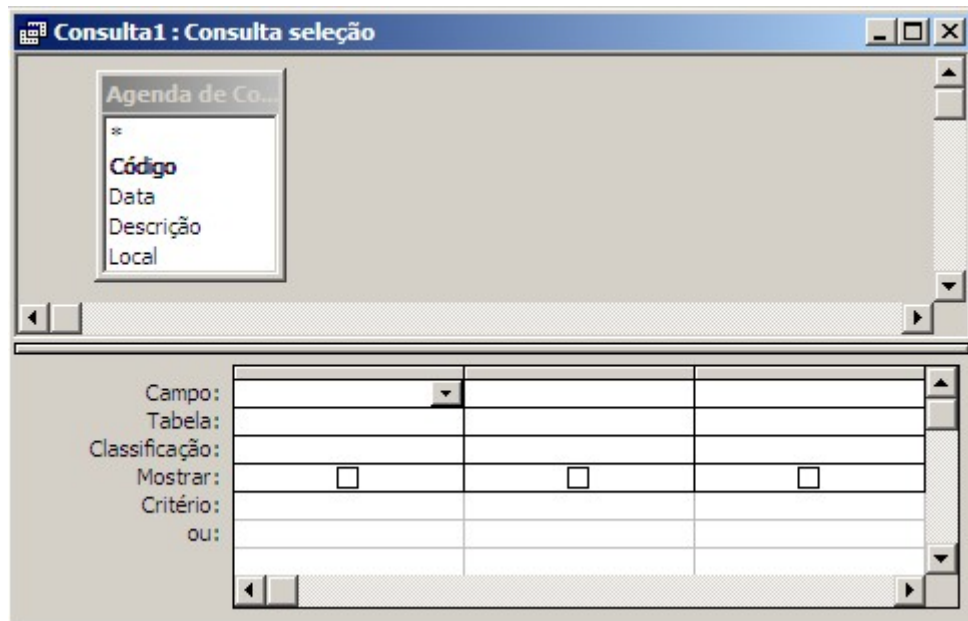 Consulta1 : Consulta seleção
Agenda de Co...
*
Código
Data
Descrição
Local
Campo:
Tabela:
Classificação:
Mostrar:
Critério:
ou: